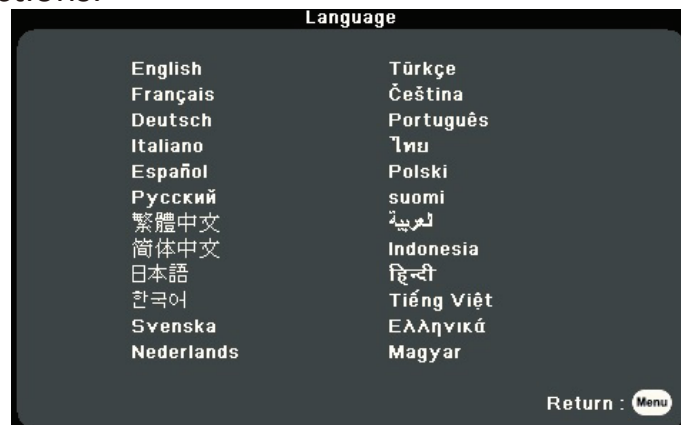 Language
English
Français
Deutsch
Italiano
Español
Русский
繁體中文
简体中文
日本語
한국어
Svenska
Nederlands
Türkçe
Čeština
Português
ไทย
Polski
suomi
العربية
Indonesia
हिन्दी
Tiếng Việt
Ελληνικά
Magyar
Return : Menu